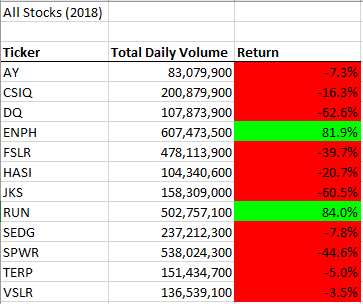 All Stocks (2018)
Ticker Total Daily Volume Return
AY 83,079,900 -7.3%
CSIQ 200,879,900 -16.3%
DQ 107,873,900 -62.6%
ENPH 607,473,500 81.9%
FSLR 478,113,900 -39.7%
HASI 104,340,600 -20.7%
JKS 158,309,000 -60.5%
RUN 502,757,100 84.0%
SEDG 237,212,300 -7.8%
SPWR 538,024,300 -44.6%
TERP 151,434,700 -5.0%
VSLR 136,539,100 -3.5%